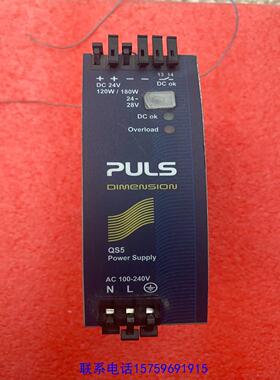 + + − − 13 14
DC 24V
DC ok
120W / 180W
24-
28V
DC ok
Overload
PULS
DIMENSION
QS5
Power Supply
AC 100-240V
N L
联系电话15759691915